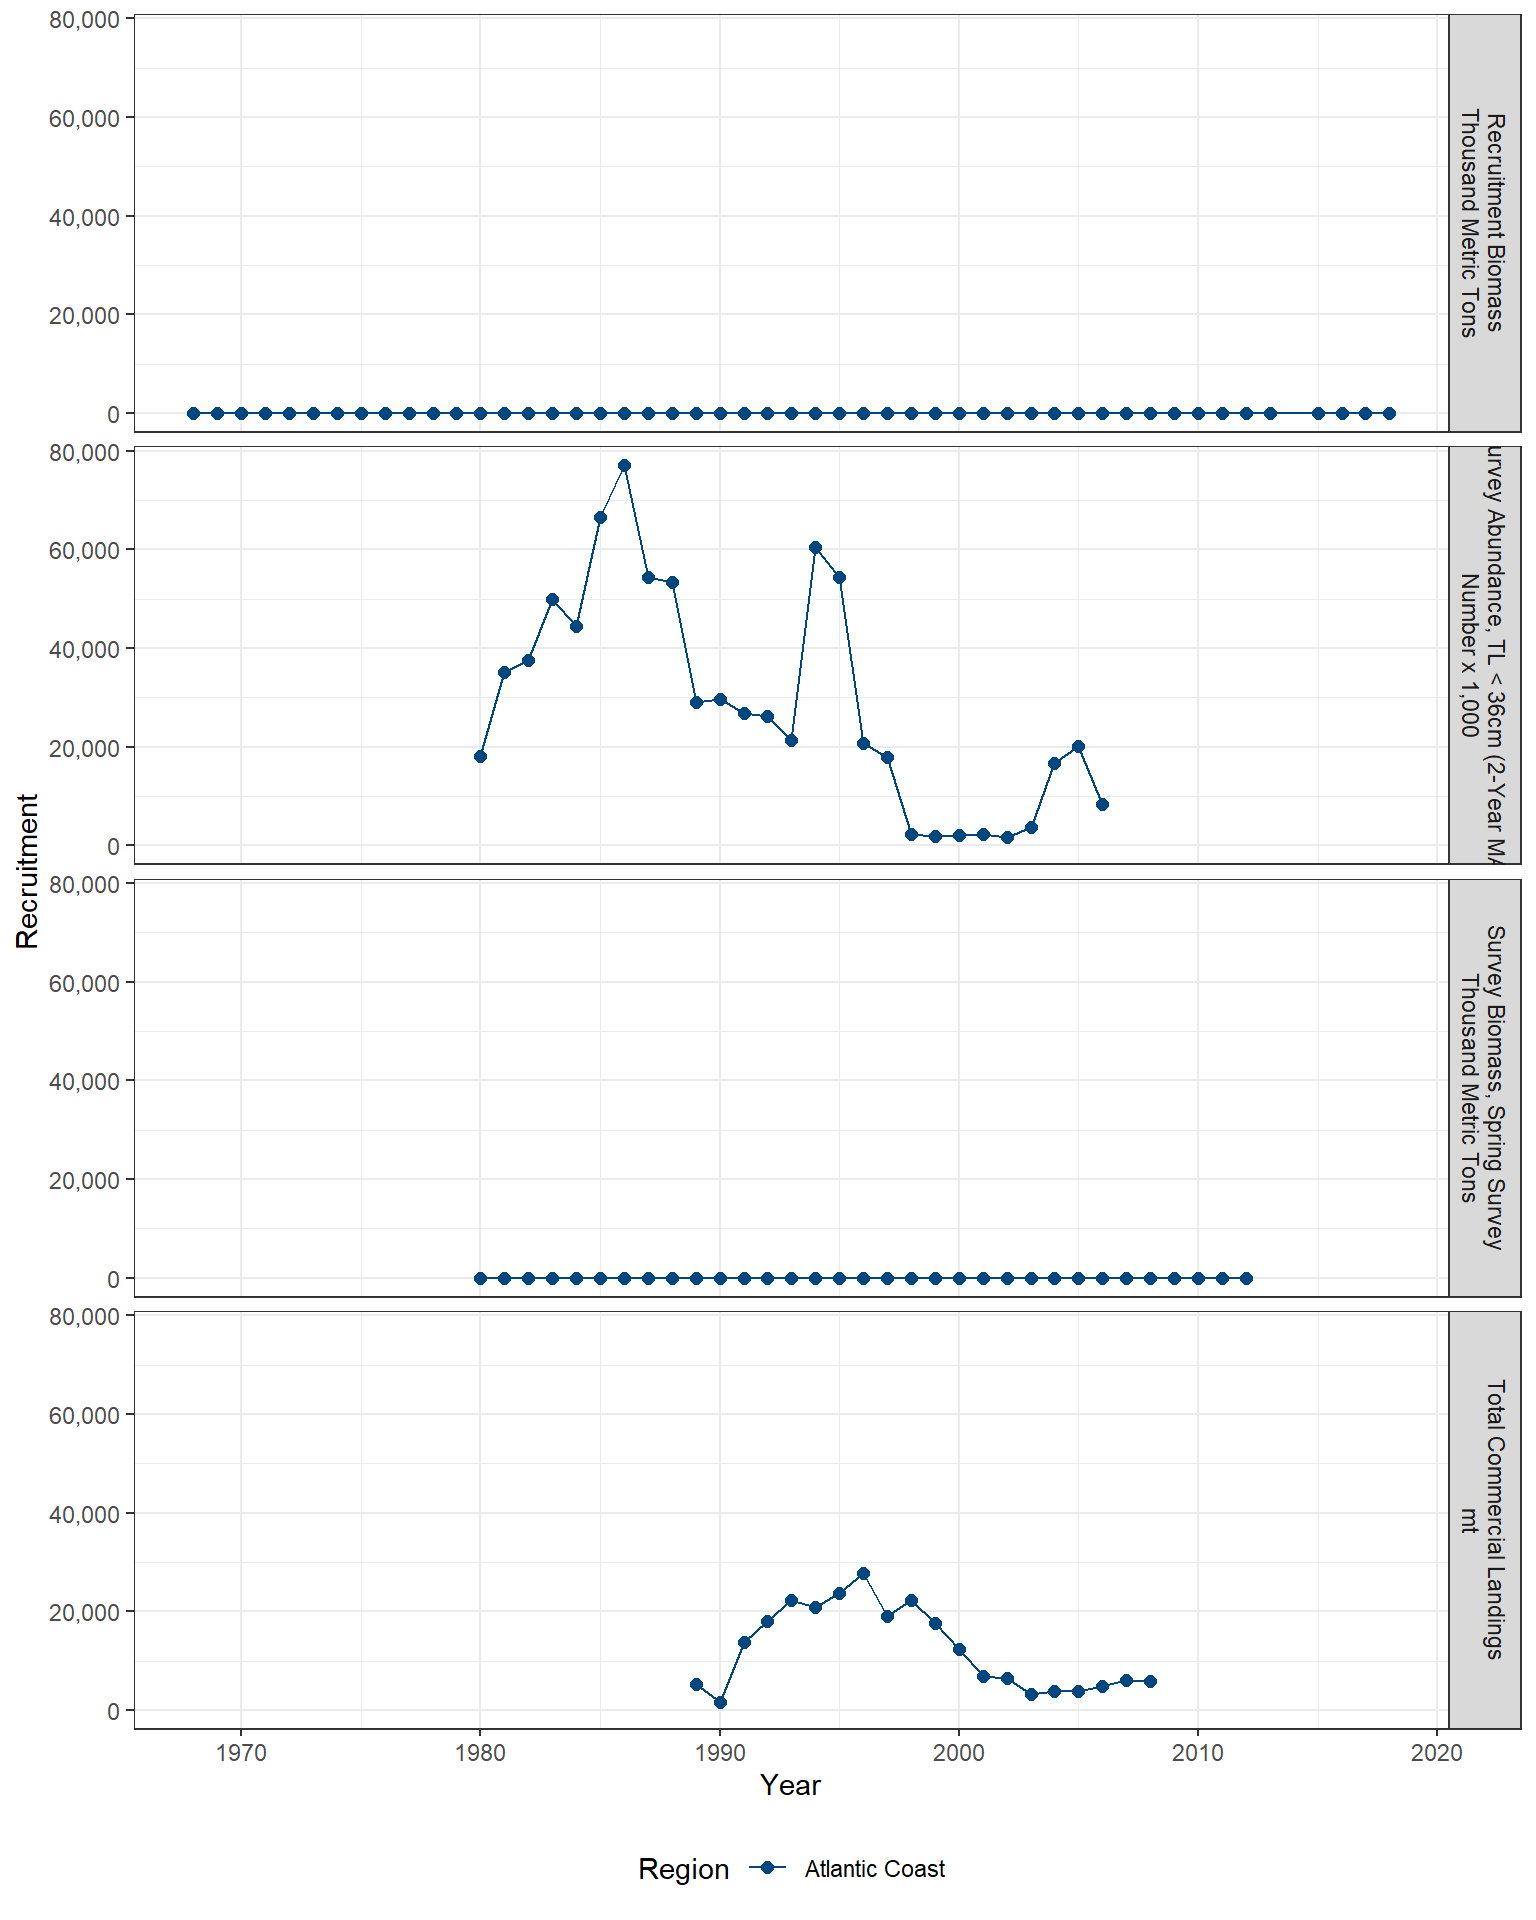 80,000
60,000
40,000
20,000
0
Recruitment Biomass
Thousand Metric Tons
80,000
60,000
40,000
20,000
0
Abundance, TL < 36cm (2-Year
Number x 1,000
80,000
60,000
40,000
20,000
0
Survey Biomass, Spring Survey
Thousand Metric Tons
80,000
60,000
40,000
20,000
0
Total Commercial Landings
mt
Recruitment
1970 1980 1990 2000 2010 2020
Year
Region Atlantic Coast